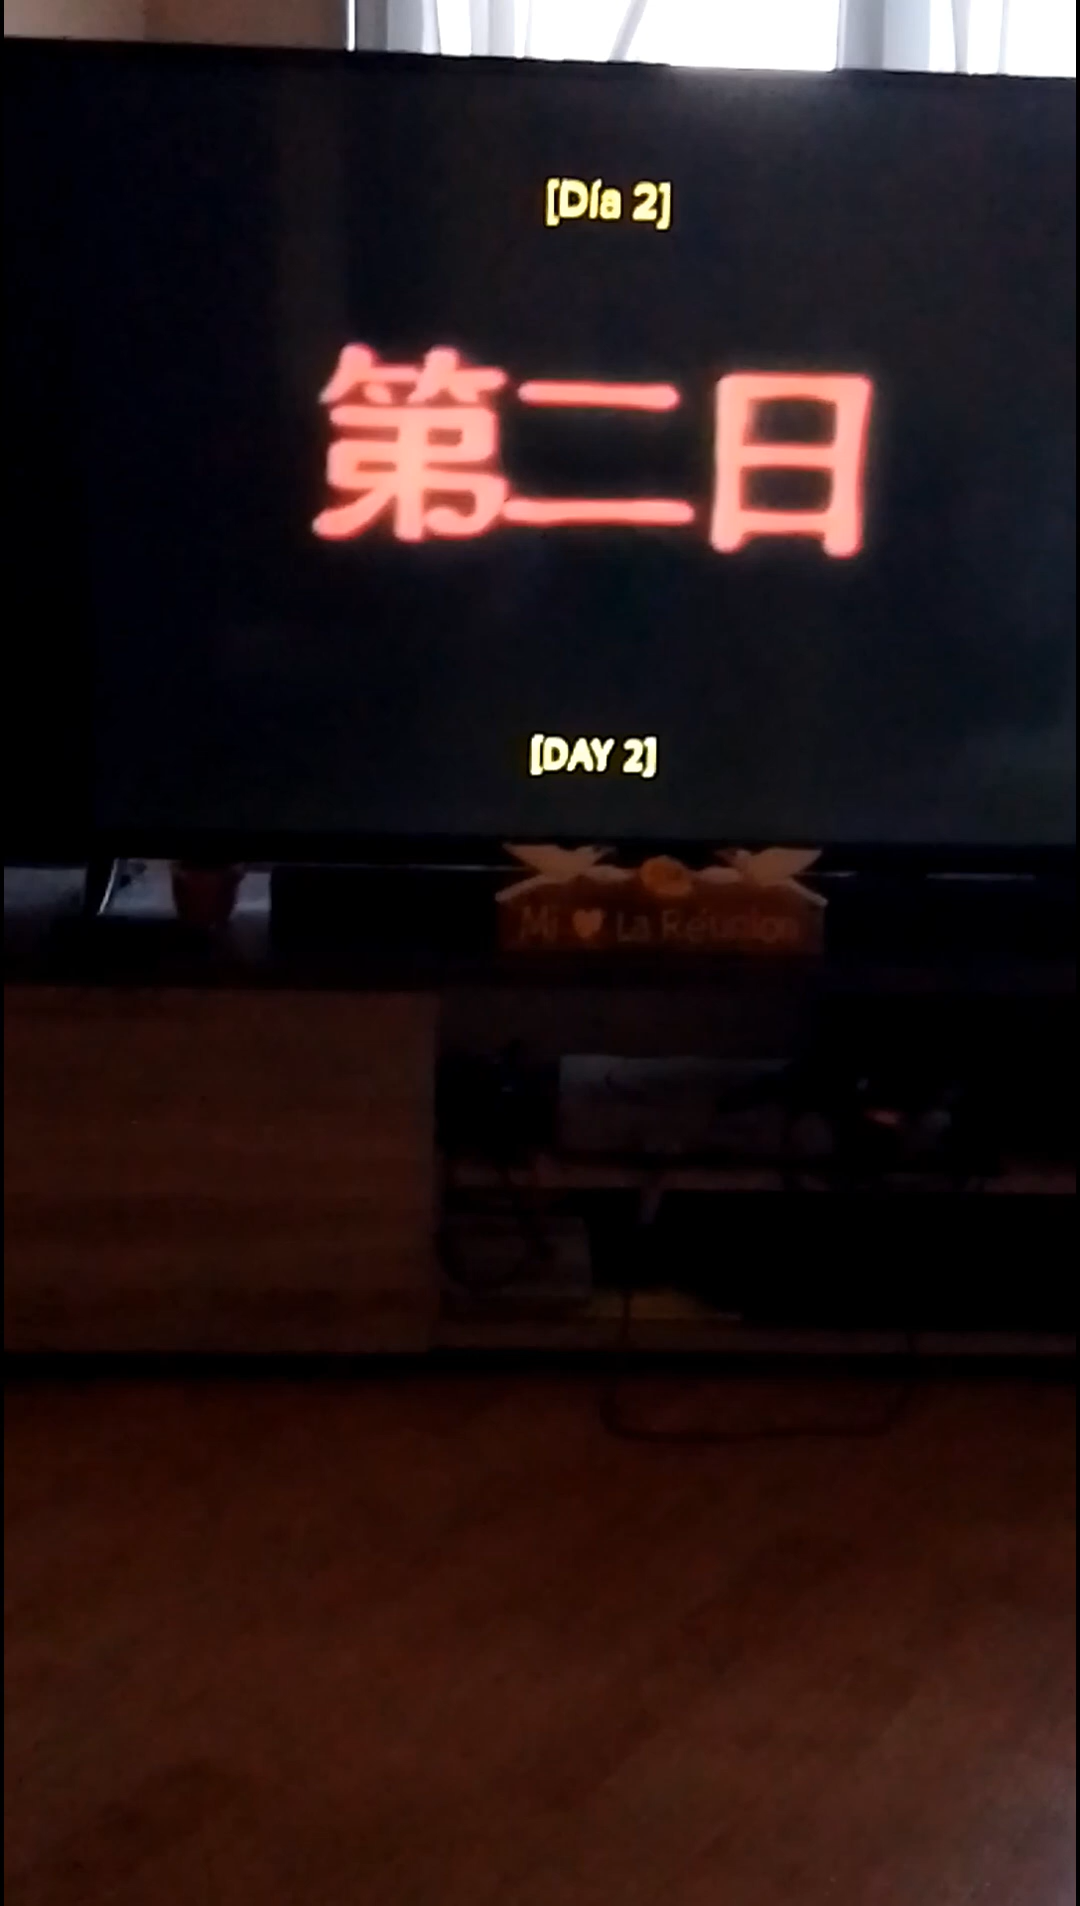 [Día 2]
第二日
[DAY 2]
Mi ♥ La Réunion